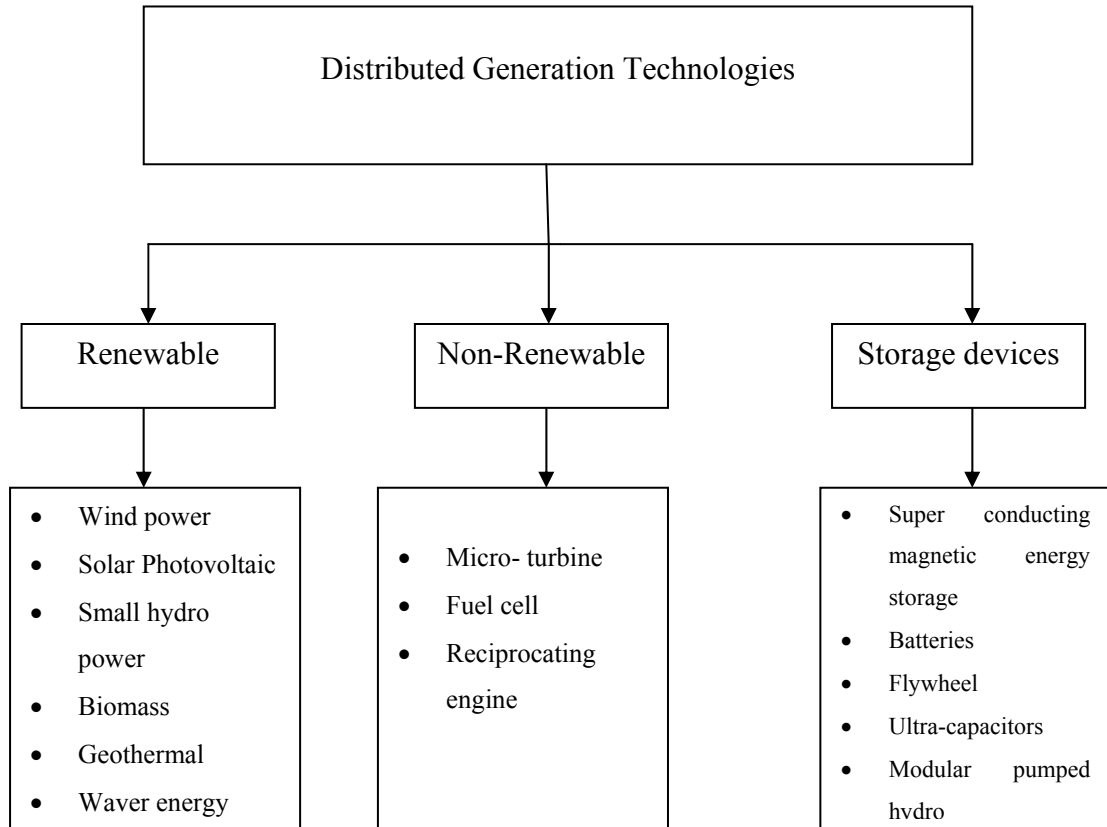 Distributed Generation Technologies
Renewable
Non-Renewable
Storage devices
• Wind power
• Solar Photovoltaic
• Small hydro
power
• Biomass
• Geothermal
• Waver energy
• Micro- turbine
• Fuel cell
• Reciprocating
engine
• Super conducting
magnetic energy
storage
• Batteries
• Flywheel
• Ultra-capacitors
• Modular pumped
hydro